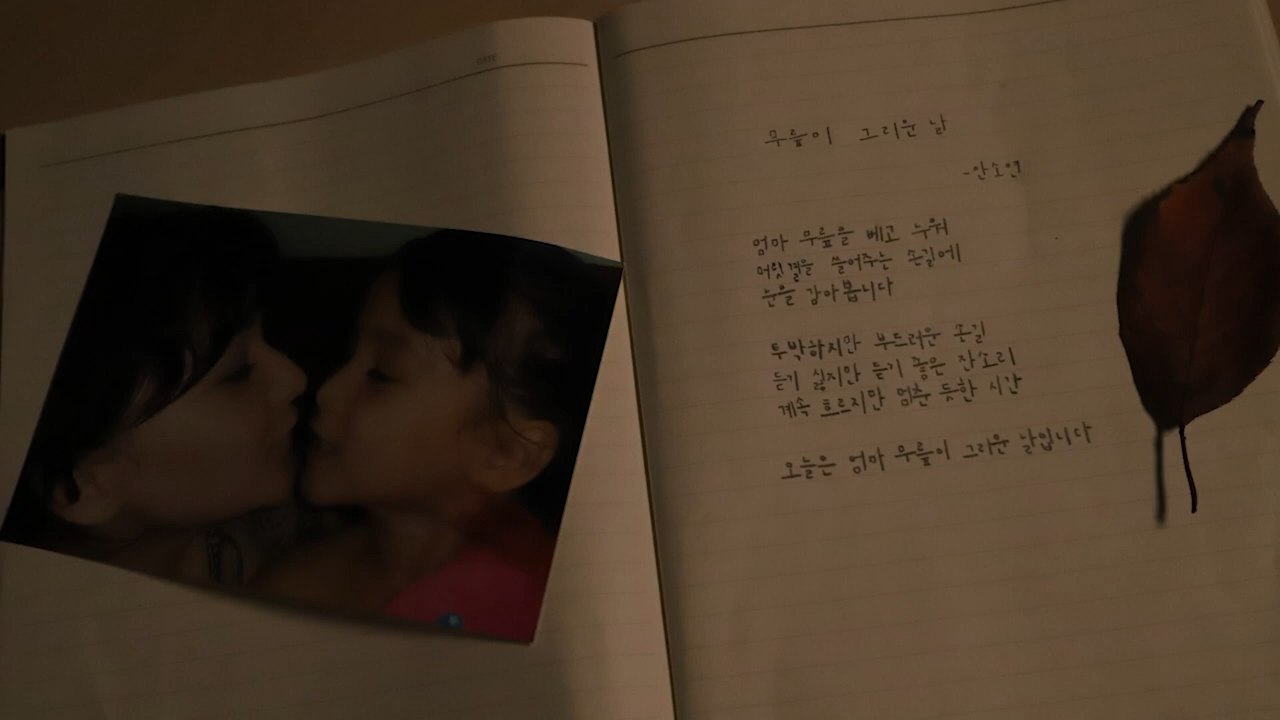 DATE
무릎이 그리운 날
-안소연
엄마 무릎을 베고 누워
머릿결을 쓸어주는 손길에
눈을 감아봅니다
투박하지만 부드러운 손길
듣기 싫지만 듣기 좋은 잔소리
계속 흐르지만 멈춘 듯한 시간
오늘은 엄마 무릎이 그리운 날입니다